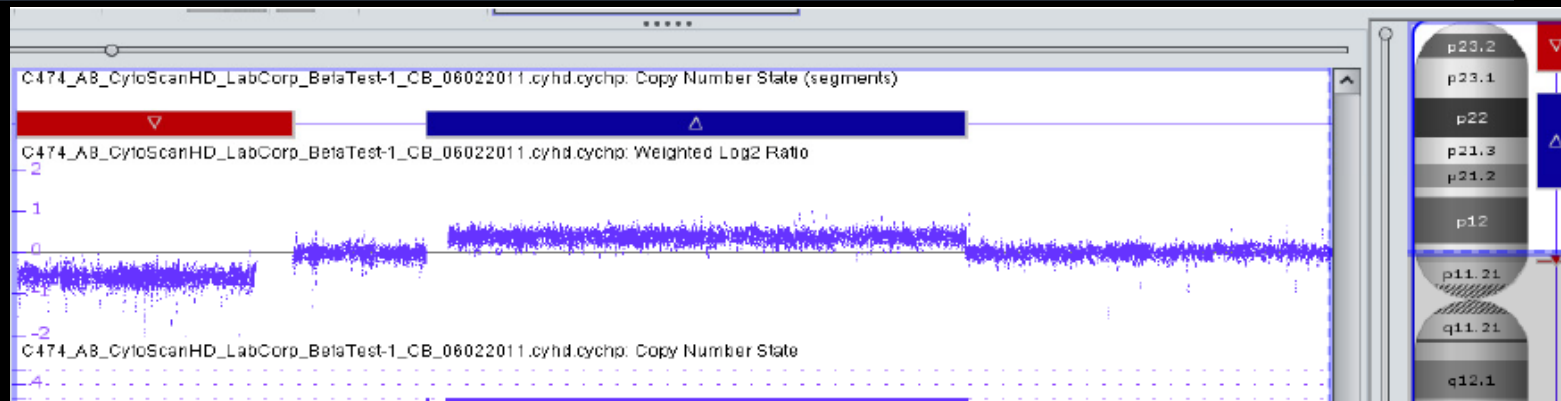 C474_A8_CytoScanHD_LabCorp_BetaTest-1_CB_06022011.cyhd.cychp: Copy Number State (segments)
C474_A8_CytoScanHD_LabCorp_BetaTest-1_CB_06022011.cyhd.cychp: Weighted Log2 Ratio
2
1
0
-1
-2
C474_A8_CytoScanHD_LabCorp_BetaTest-1_CB_06022011.cyhd.cychp: Copy Number State
4
p23.2
p23.1
p22
p21.3
p21.2
p12
p11.21
q11.21
q12.1